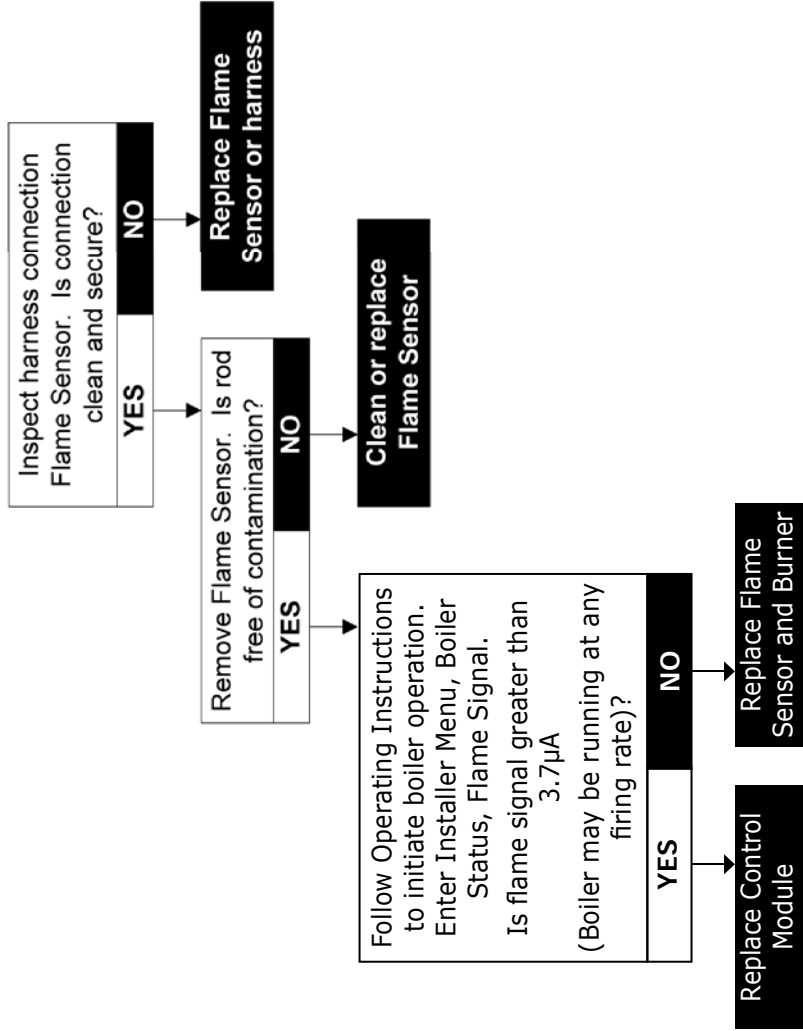 Inspect harness connection
Flame Sensor. Is connection
clean and secure?
YES
NO
Replace Flame
Sensor or harness
Remove Flame Sensor. Is rod
free of contamination?
YES
NO
Clean or replace
Flame Sensor
Follow Operating Instructions
to initiate boiler operation.
Enter Installer Menu, Boiler
Status, Flame Signal.
Is flame signal greater than
3.7µA
(Boiler may be running at any
firing rate)?
YES
NO
Replace Control
Module
Replace Flame
Sensor and Burner